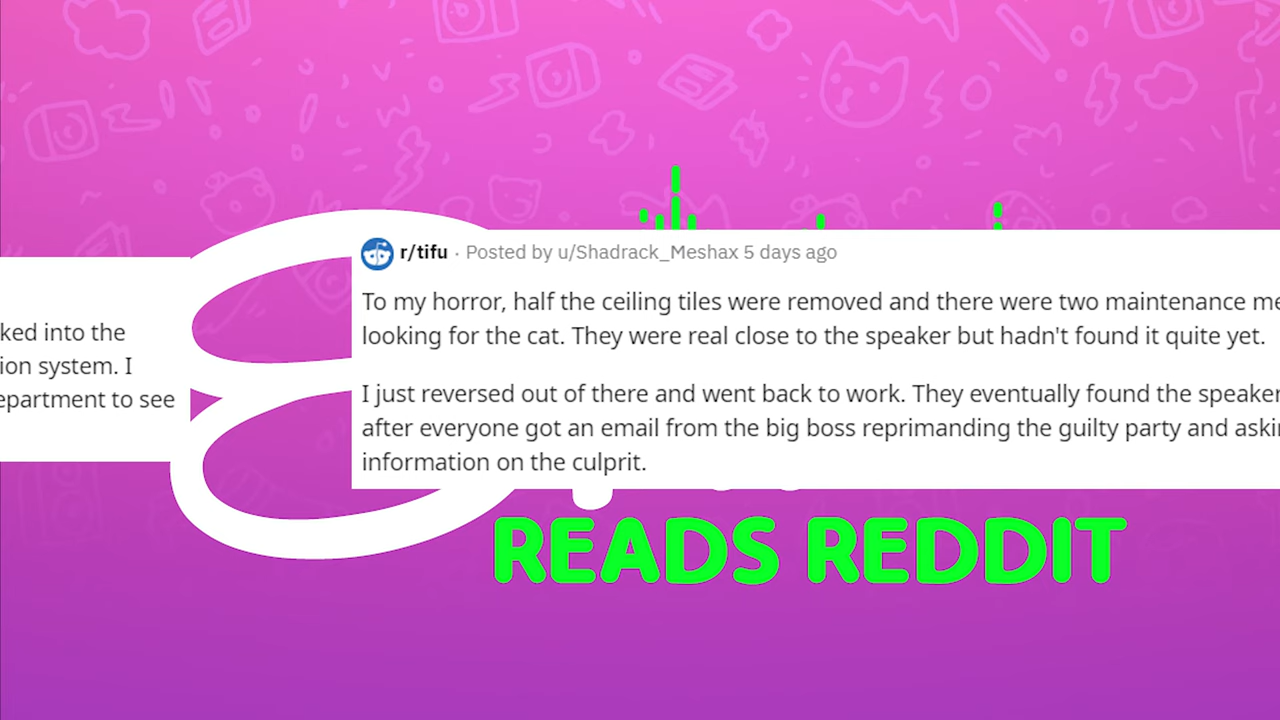 ked into the
ion system. I
epartment to see
r/tifu · Posted by u/Shadrack_Meshax 5 days ago
To my horror, half the ceiling tiles were removed and there were two maintenance me
looking for the cat. They were real close to the speaker but hadn't found it quite yet.
I just reversed out of there and went back to work. They eventually found the speaker
after everyone got an email from the big boss reprimanding the guilty party and aski
information on the culprit.
READS REDDIT